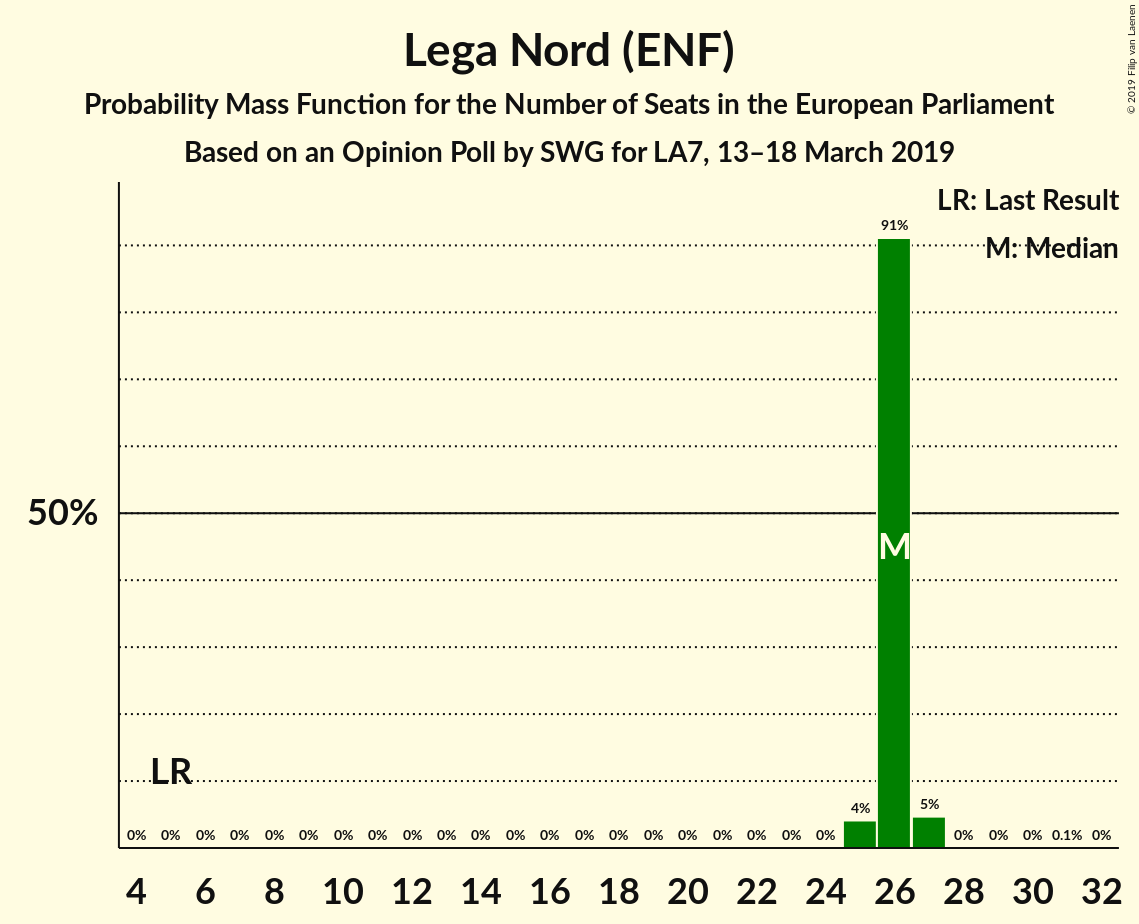 Lega Nord (ENF)
Probability Mass Function for the Number of Seats in the European Parliament
Based on an Opinion Poll by SWG for LA7, 13–18 March 2019
© 2019 Filip van Laenen
LR: Last Result
M: Median
91%
50%
M
LR
0% 0% 0% 0% 0% 0% 0% 0% 0% 0% 0% 0% 0% 0% 0% 0% 0% 0% 0% 0% 0% 4% 5% 0% 0% 0% 0.1% 0%
4 6 8 10 12 14 16 18 20 22 24 26 28 30 32